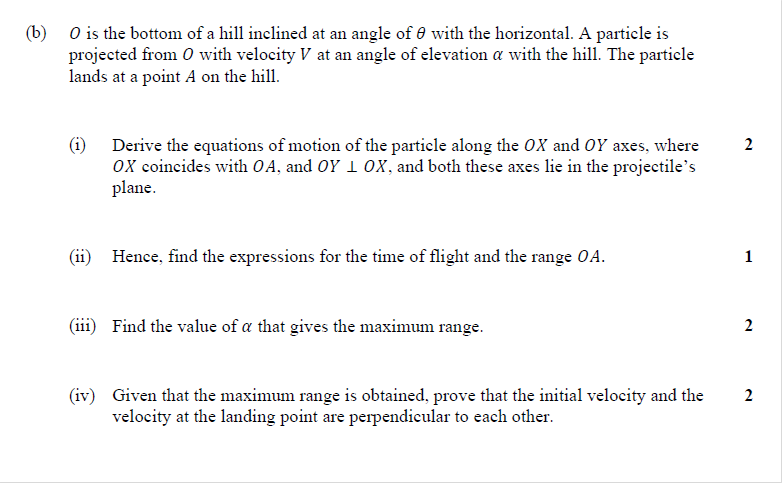 (b) O is the bottom of a hill inclined at an angle of θ with the horizontal. A particle is
projected from O with velocity V at an angle of elevation α with the hill. The particle
lands at a point A on the hill.
(i) Derive the equations of motion of the particle along the OX and OY axes, where 2
OX coincides with OA, and OY ⊥ OX, and both these axes lie in the projectile’s
plane.
(ii) Hence, find the expressions for the time of flight and the range OA. 1
(iii) Find the value of α that gives the maximum range. 2
(iv) Given that the maximum range is obtained, prove that the initial velocity and the 2
velocity at the landing point are perpendicular to each other.